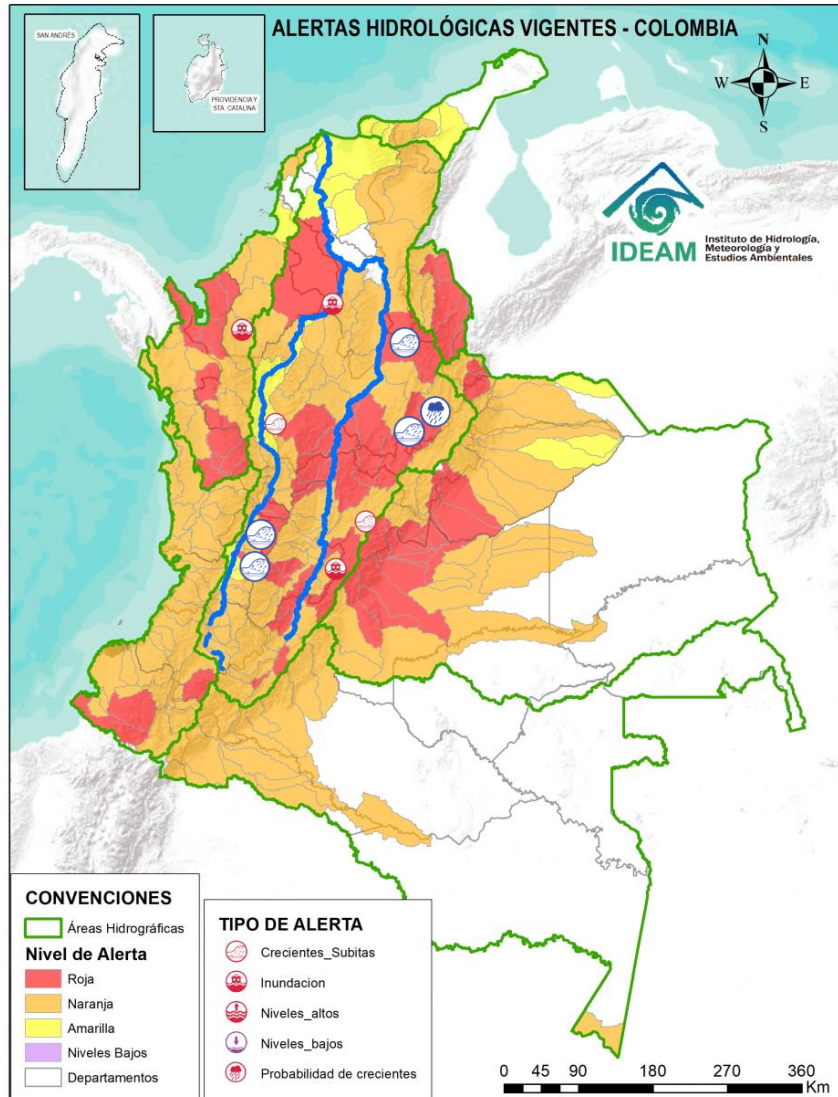 ALERTAS HIDROLÓGICAS VIGENTES - COLOMBIA
SAN ANDRÉS
PROVIDENCIA Y
STA. CATALINA
N
W
E
S
IDEAM
Instituto de Hidrología,
Meteorología y
Estudios Ambientales
CONVENCIONES
Áreas Hidrográficas
Nivel de Alerta
Roja
Naranja
Amarilla
Niveles Bajos
Departamentos
TIPO DE ALERTA
Crecientes_Subitas
Inundacion
Niveles_altos
Niveles_bajos
Probabilidad de crecientes
0 45 90 180 270 360
Km